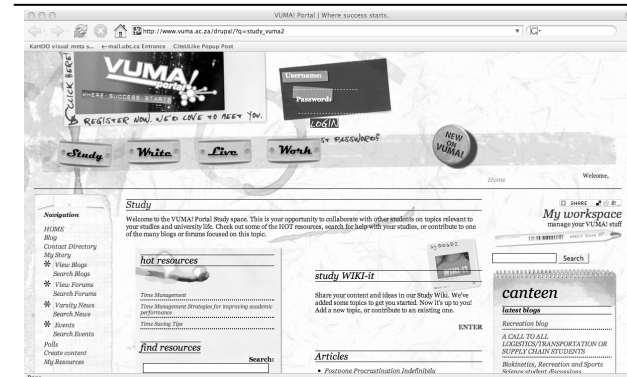 VUMA! Portal | Where success starts.
http://www.vuma.ac.za/drupal/?q=study_vuma2
G
KartOO visual meta s... e-mail.ubc.ca Entrance CiteULike Popup Post
CLICK HERE!
VUMA!
portal
WHERE SUCCESS STARTS
REGISTER NOW. WE'D LOVE TO MEET YOU.
Username:
Password:
LOGIN
PASSWORD?
Study Write Live Work
NEW
ON
VUMA!
Home
Welcome,
Navigation
HOME
Blog
Contact Directory
My Story
View Blogs
Search Blogs
View Forums
Search Forums
Varsity News
Search News
Events
Search Events
Polls
Create content
My Resources
Study
Welcome to the VUMA! Portal Study space. This is your opportunity to collaborate with other students on topics relevant to
your studies and university life. Check out some of the HOT resources, search for help with your studies, or contribute to one
of the many blogs or forums focused on this topic.
hot resources
Time Management
Time Management Strategies for improving academic
performance
Time Saving Tips
find resources
Search:
study WIKI-it
Share your content and ideas in our Study Wiki. We've
added some topics to get you started. Now it's up to you!
Add a new topic, or contribute to an existing one.
ENTER
Articles
Postpone Procrastination Indefinitely
SHARE
My workspace
manage your VUMA! stuff
Search
canteen
latest blogs
Recreation blog
A CALL TO ALL
LOGISTICS/TRANSPORTATION OR
SUPPLY CHAIN STUDENTS
Biokinetics, Recreation and Sports
Science student discussions